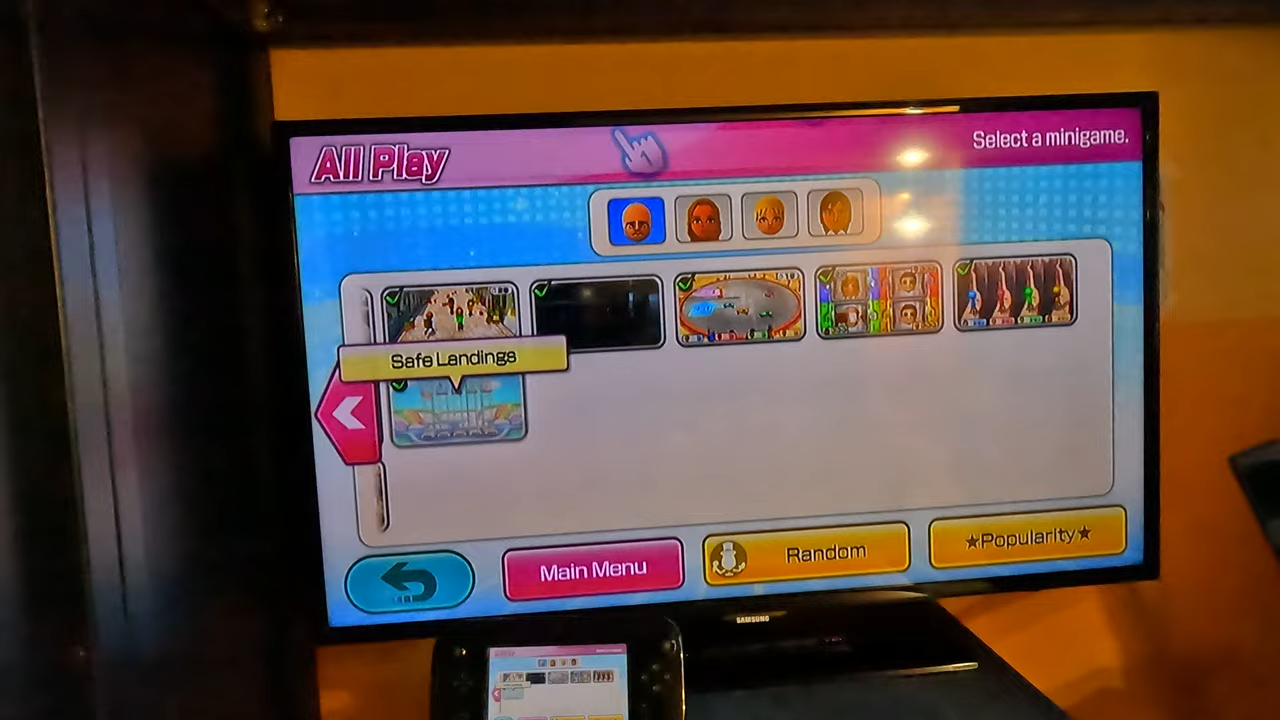 All Play
Select a minigame.
Safe Landings
Main Menu
Random
★Popularity★
SAMSUNG